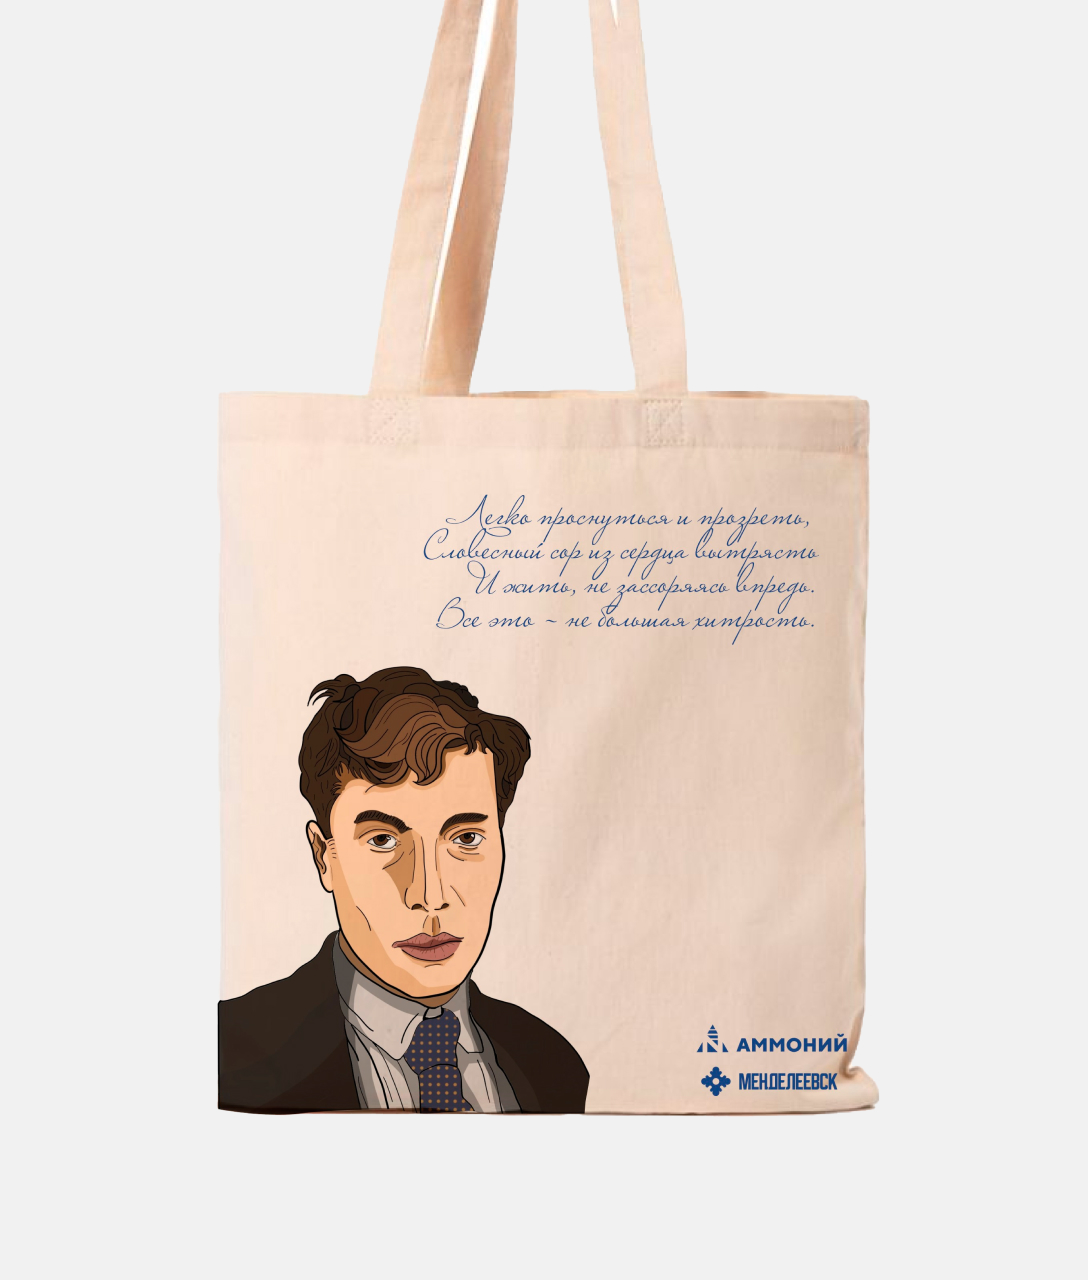 Легко проснуться и прозреть,
Словесный сор из сердца вытрясть
И жить, не засоряясь впредь.
Все это - не большая хитрость.
АММОНИЙ
МЕНДЕЛЕЕВСК